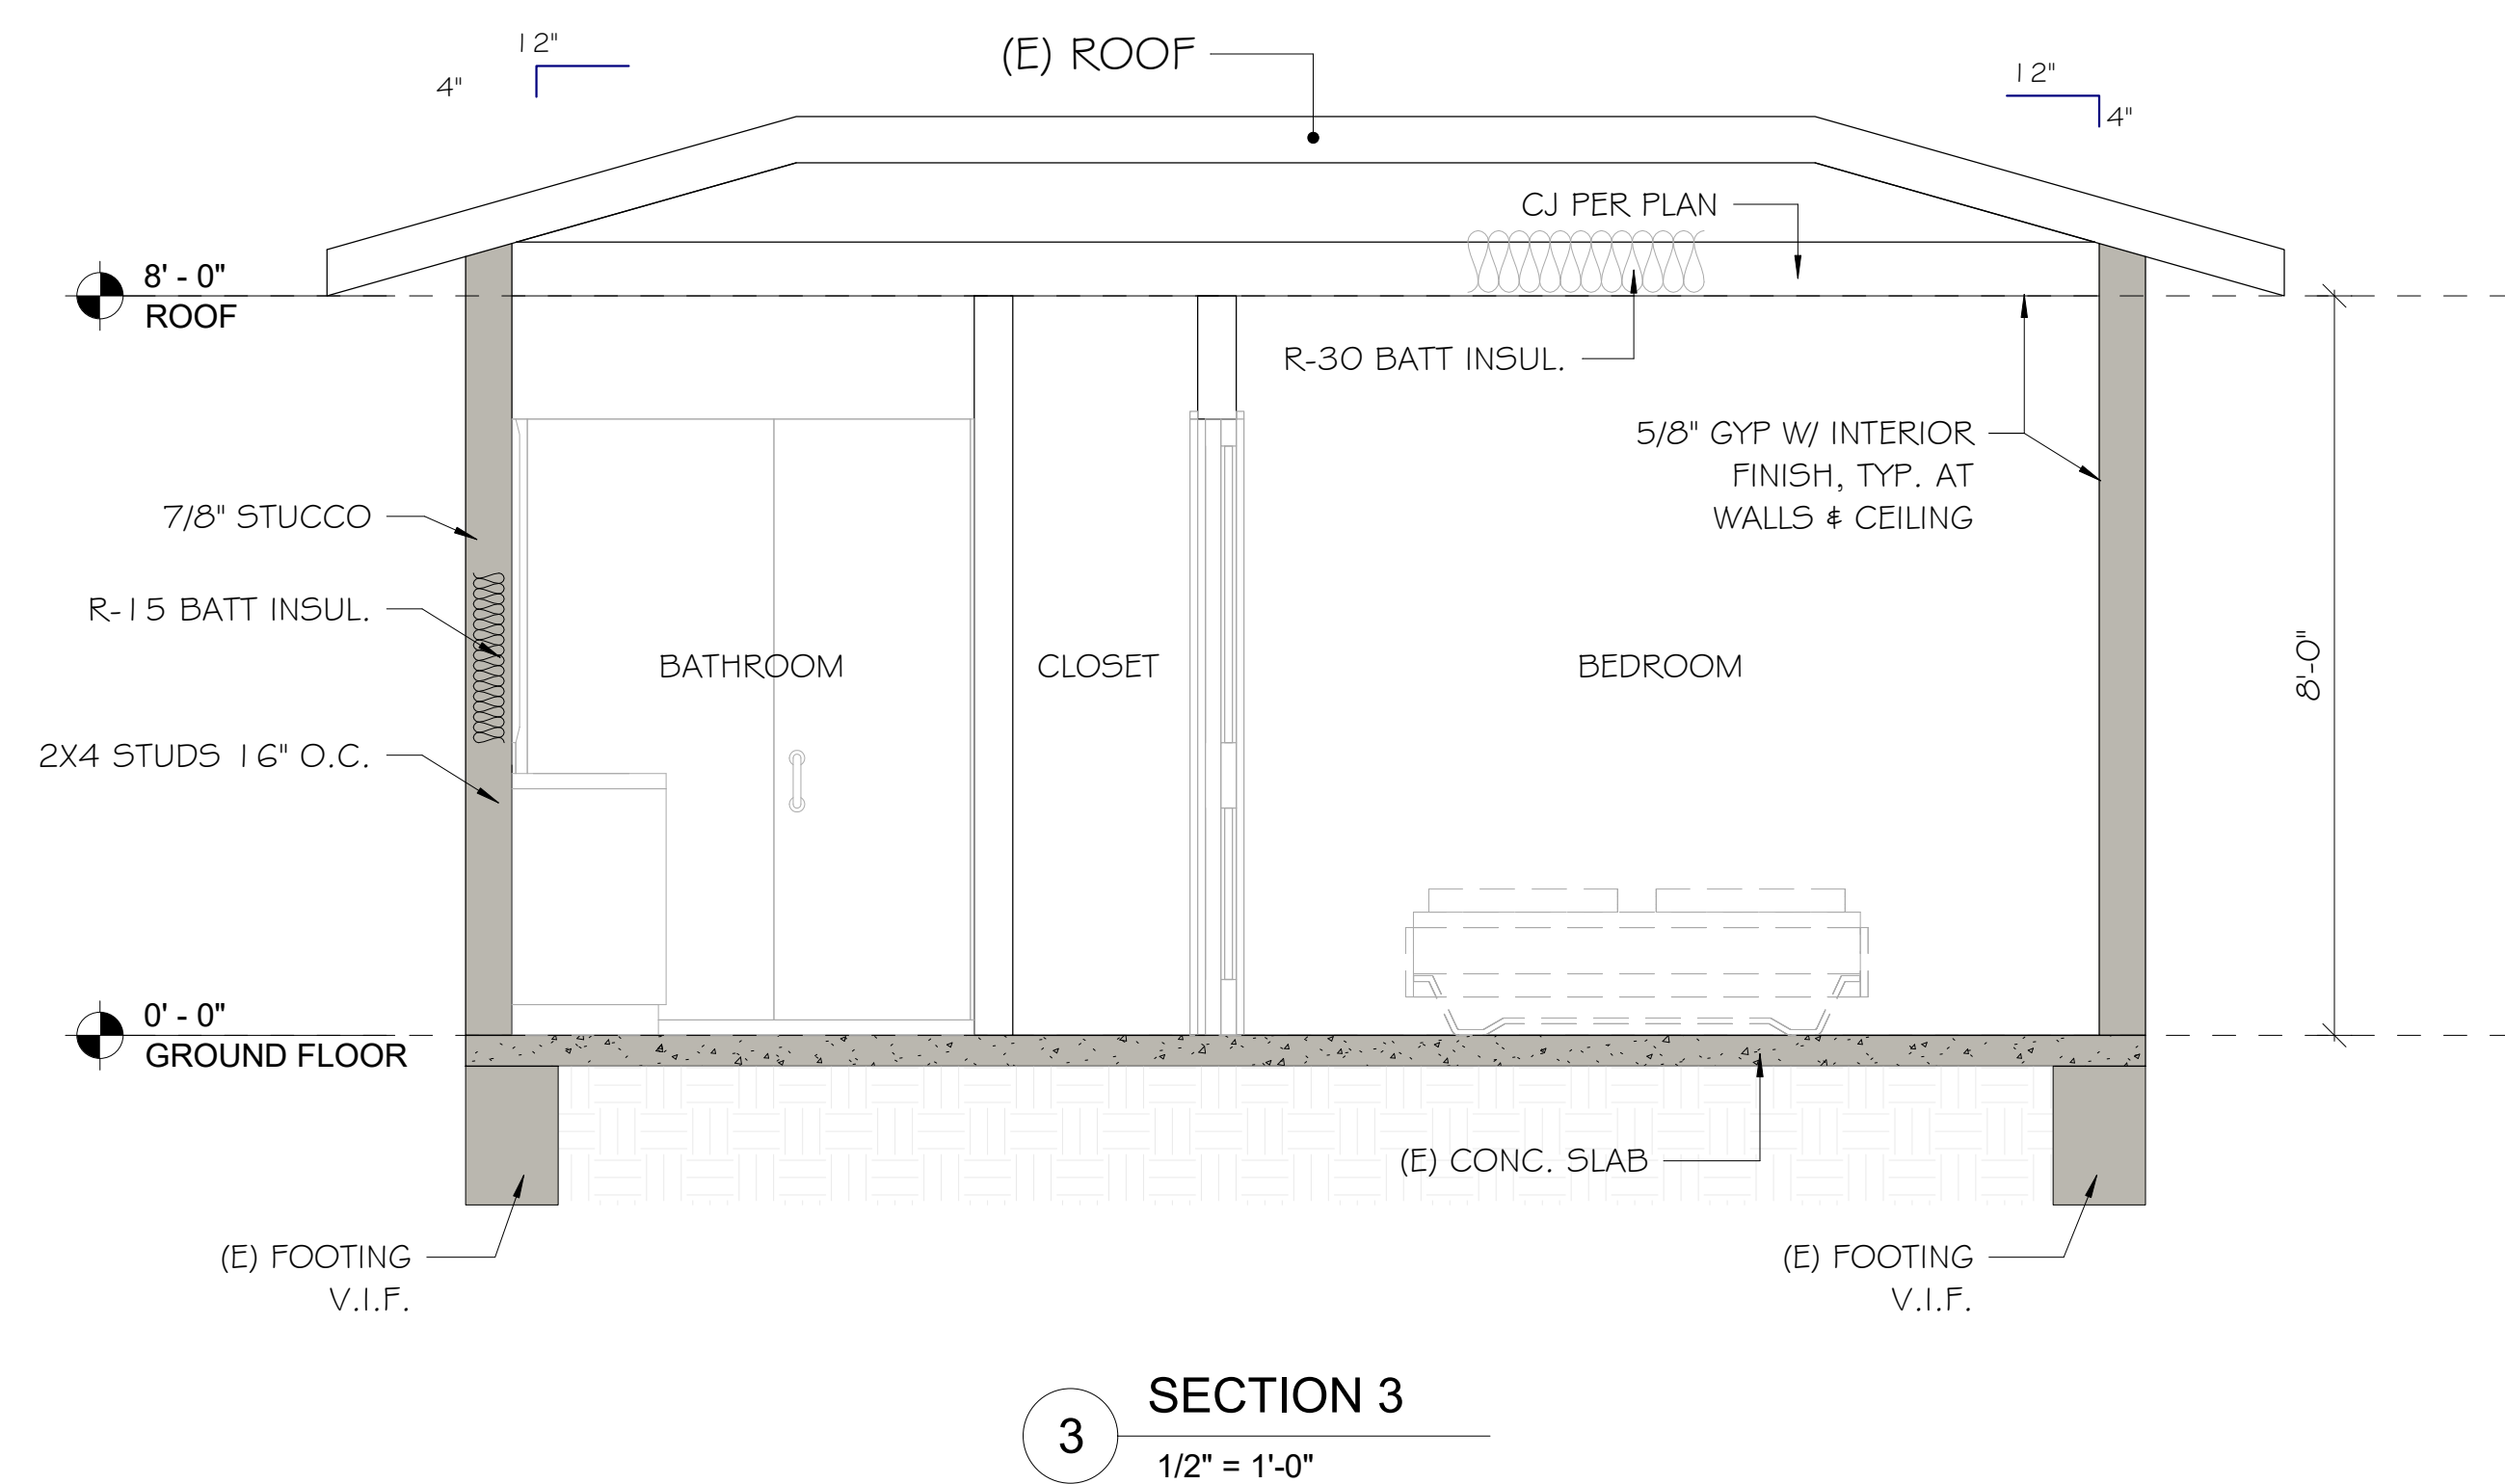 12"
4"
(E) ROOF
12"
4"
CJ PER PLAN
8' - 0"
ROOF
R-30 BATT INSUL.
5/8" GYP W/ INTERIOR
FINISH, TYP. AT
WALLS & CEILING
7/8" STUCCO
R-15 BATT INSUL.
2X4 STUDS 16" O.C.
BATHROOM
CLOSET
BEDROOM
8'-0"
0' - 0"
GROUND FLOOR
(E) CONC. SLAB
(E) FOOTING
V.I.F.
(E) FOOTING
V.I.F.
3
SECTION 3
1/2" = 1'-0"